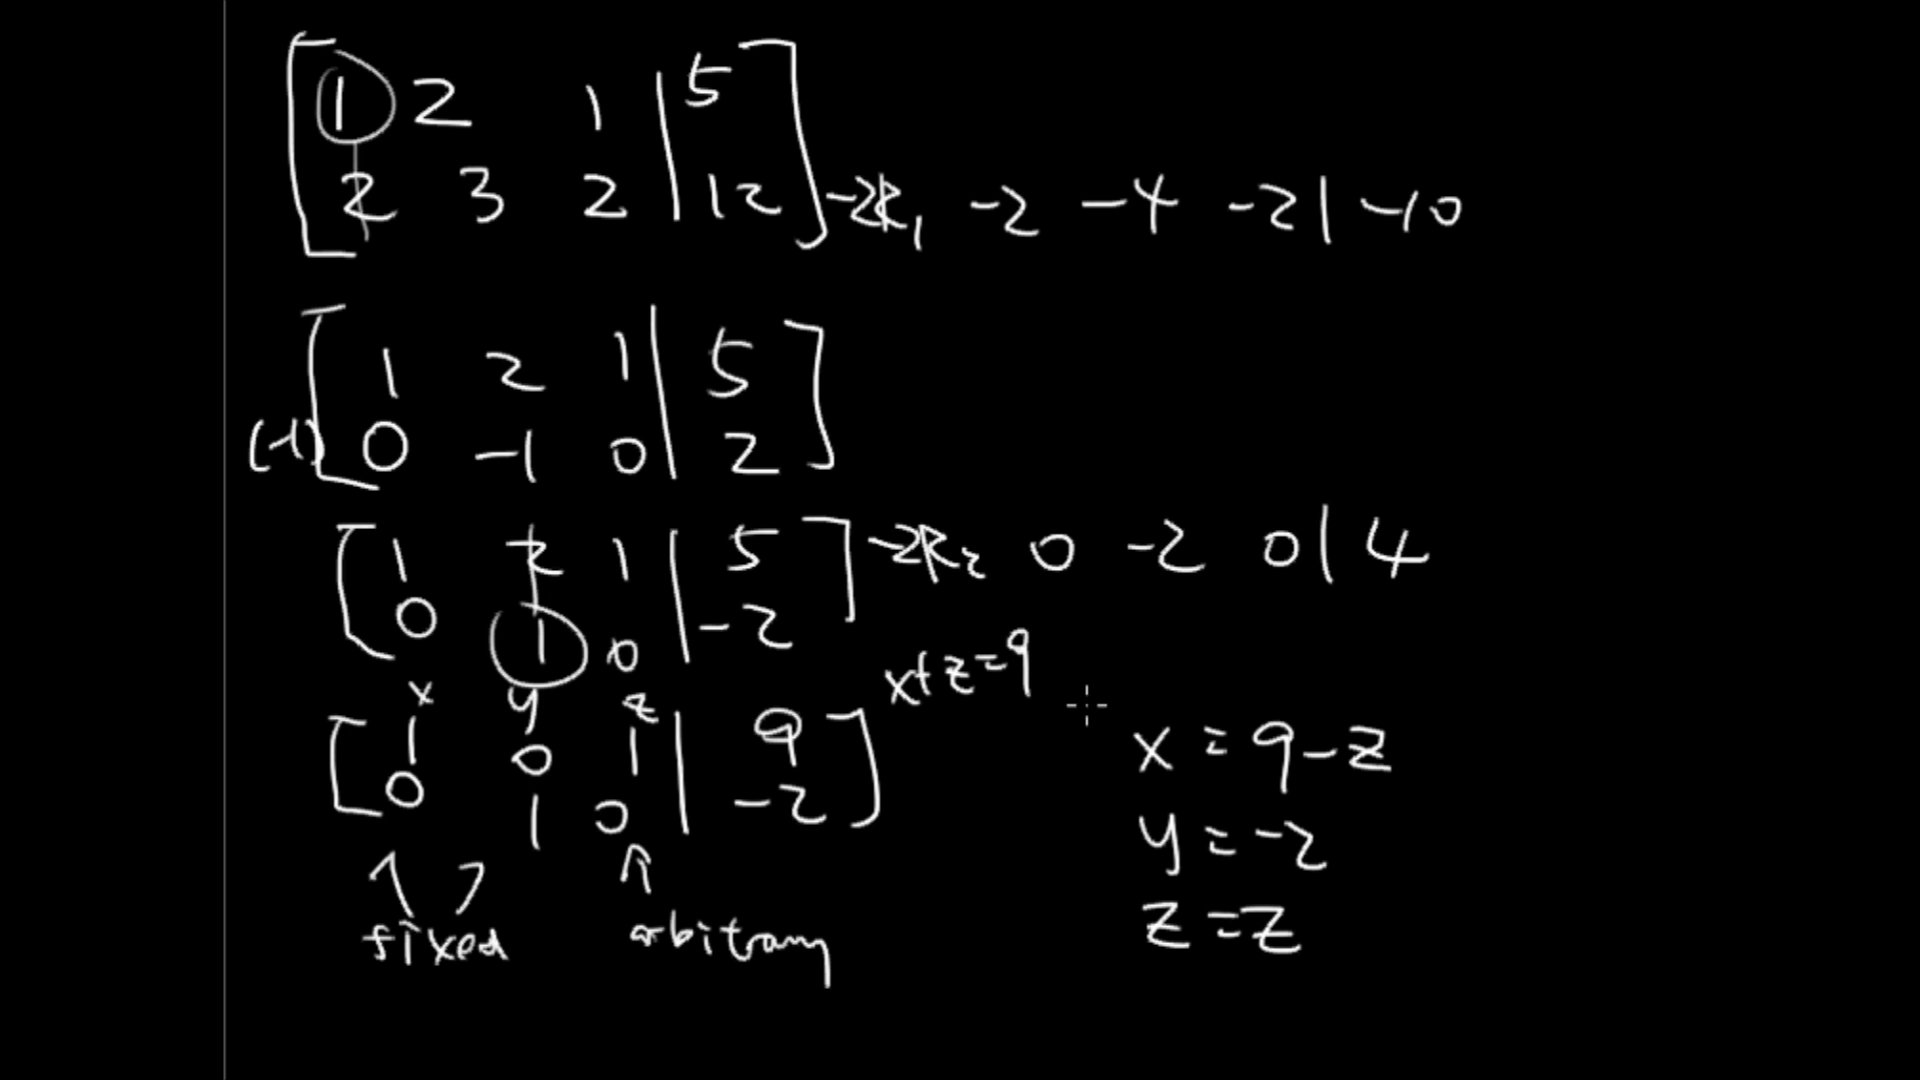 1 2 1 | 5
2 3 2 | 12 -2R1 -2 -4 -2 | -10
1 2 1 | 5
(-1) 0 -1 0 | 2
1 2 1 | 5 -2R2 0 -2 0 | 4
0 1 0 | -2
x+z=9
x y z
1 0 1 | 9
0 1 0 | -2
x = 9-z
y = -2
z = z
fixed arbitrary